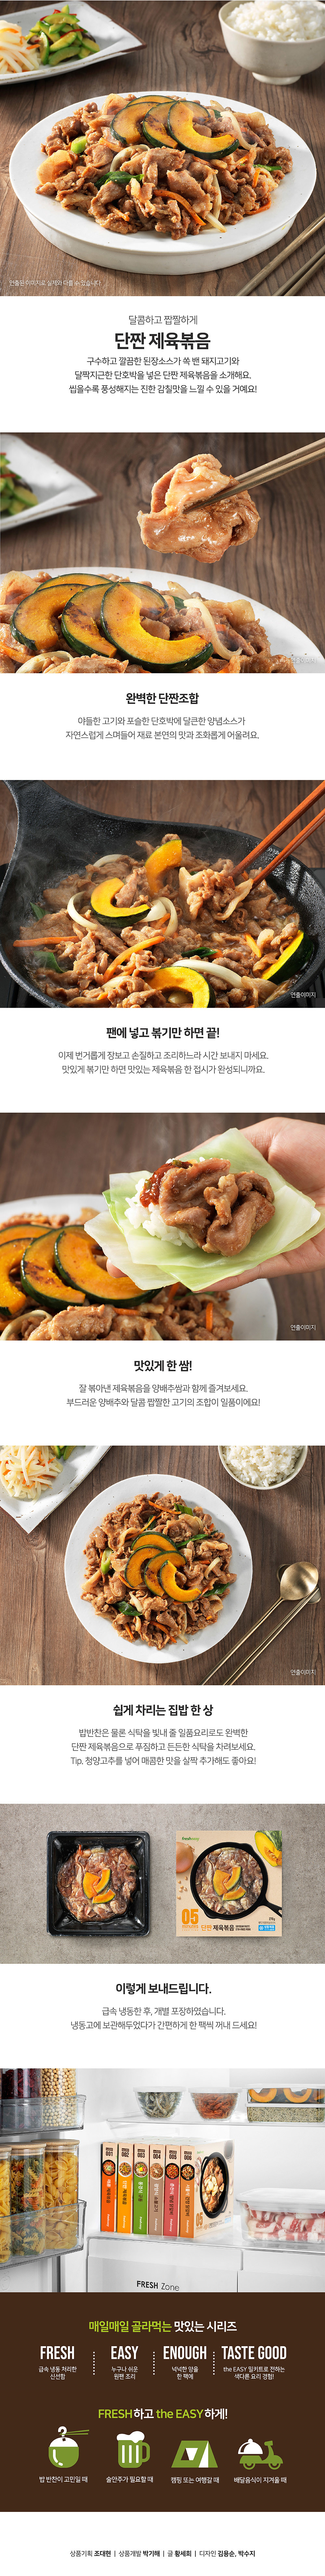 연출된 이미지로 실제와 다를 수 있습니다
달콤하고 짭짤하게
단짠 제육볶음
구수하고 깔끔한 된장소스가 쏙 밴 돼지고기와
달짝지근한 단호박을 넣은 단짠 제육볶음을 소개해요.
씹을수록 풍성해지는 진한 감칠맛을 느낄 수 있을 거예요!
완벽한 단짠조합
야들한 고기와 포슬한 단호박에 달큰한 양념소스가
자연스럽게 스며들어 재료 본연의 맛과 조화롭게 어울려요.
연출이미지
팬에 넣고 볶기만 하면 끝!
이제 번거롭게 장보고 손질하고 조리하느라 시간 보내지 마세요.
맛있게 볶기만 하면 맛있는 제육볶음 한 접시가 완성되니까요.
연출이미지
맛있게 한 쌈!
잘 볶아낸 제육볶음을 양배추쌈과 함께 즐겨보세요.
부드러운 양배추와 달콤 짭짤한 고기의 조합이 일품이에요!
연출이미지
쉽게 차리는 집밥 한 상
밥반찬은 물론 식탁을 빛내 줄 일품요리로도 완벽한
단짠 제육볶음으로 푸짐하고 든든한 식탁을 차려보세요.
Tip. 청양고추를 넣어 매콤한 맛을 살짝 추가해도 좋아요!
05
단짠 제육볶음
이렇게 보내드립니다.
급속 냉동한 후, 개별 포장하였습니다.
냉동고에 보관해두었다가 간편하게 한 팩씩 꺼내 드세요!
001 002 003 004 005 006
FRESH Zone
매일매일 골라먹는 맛있는 시리즈
FRESH EASY ENOUGH TASTE GOOD
급속 냉동 처리한 누구나 쉬운 넉넉한 양을 the EASY 밀키트로 전하는
신선함 원팬 조리 한 팩에 색다른 요리 경험!
FRESH하고 the EASY하게!
밥 반찬이 고민일 때 술안주가 필요할 때 캠핑 또는 여행갈 때 배달음식이 지겨울 때
상품기획 조대현 | 상품개발 박기해 | 글 황세희 | 디자인 김용순, 박수지